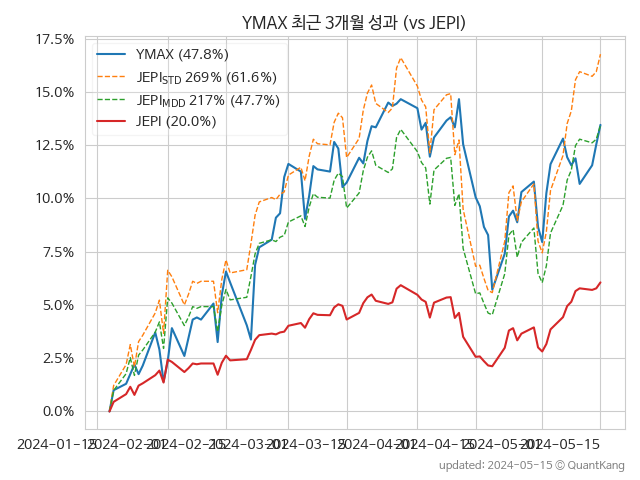 YMAX 최근 3개월 성과 (vs JEPI)
17.5%
15.0%
12.5%
10.0%
7.5%
5.0%
2.5%
0.0%
YMAX (47.8%)
JEPISTD 269% (61.6%)
JEPIMDD 217% (47.7%)
JEPI (20.0%)
2024-01-15 2024-02-01 2024-02-15 2024-03-01 2024-03-15 2024-04-01 2024-04-15 2024-05-01 2024-05-15
updated: 2024-05-15 © QuantKang